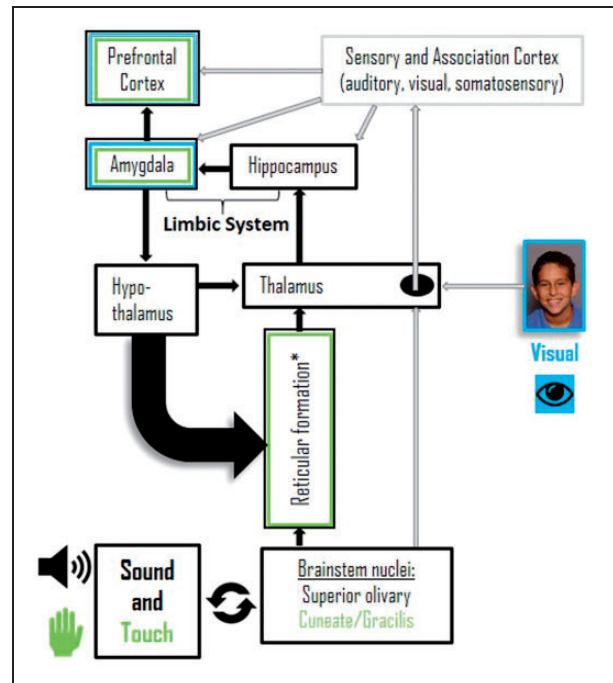 Prefrontal
Cortex
Sensory and Association Cortex
(auditory, visual, somatosensory)
Amygdala
Hippocampus
Limbic System
Hypo-
thalamus
Thalamus
Visual
Reticular formation*
Sound
and
Touch
Brainstem nuclei:
Superior olivary
Cuneate/Gracilis